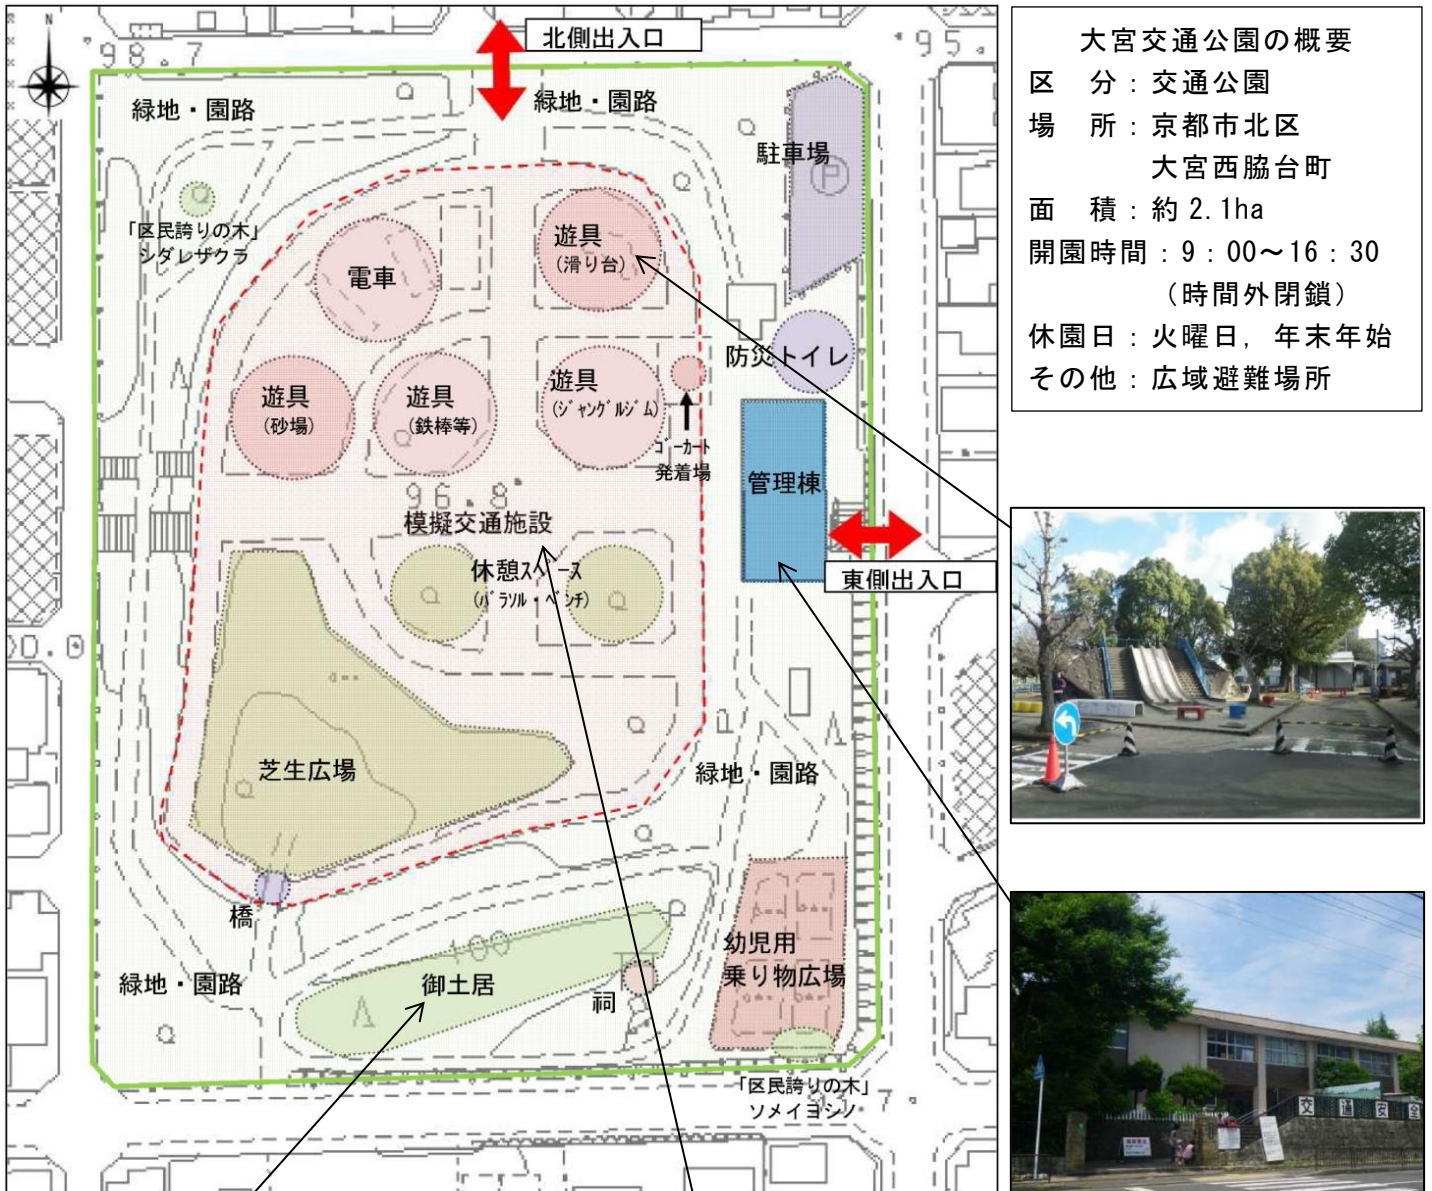 N
98.7
95.
北側出入口
緑地・園路
緑地・園路
駐車場
P
「区民誇りの木」
シダレザクラ
電車
遊具
(滑り台)
防災トイレ
遊具
(砂場)
遊具
(鉄棒等)
遊具
(ｼﾞｬﾝｸﾞﾙｼﾞﾑ)
ｺﾞｰｶｰﾄ
発着場
管理棟
96.8
模擬交通施設
休憩ｽﾍﾟｰｽ
(ﾊﾟﾗｿﾙ・ﾍﾞﾝﾁ)
東側出入口
芝生広場
緑地・園路
橋
100
緑地・園路
御土居
祠
幼児用
乗り物広場
「区民誇りの木」
ソメイヨシノ
大宮交通公園の概要
区　分：交通公園
場　所：京都市北区
大宮西脇台町
面　積：約2.1ha
開園時間：9：00～16：30
（時間外閉鎖）
休園日：火曜日，年末年始
その他：広域避難場所
交通安全